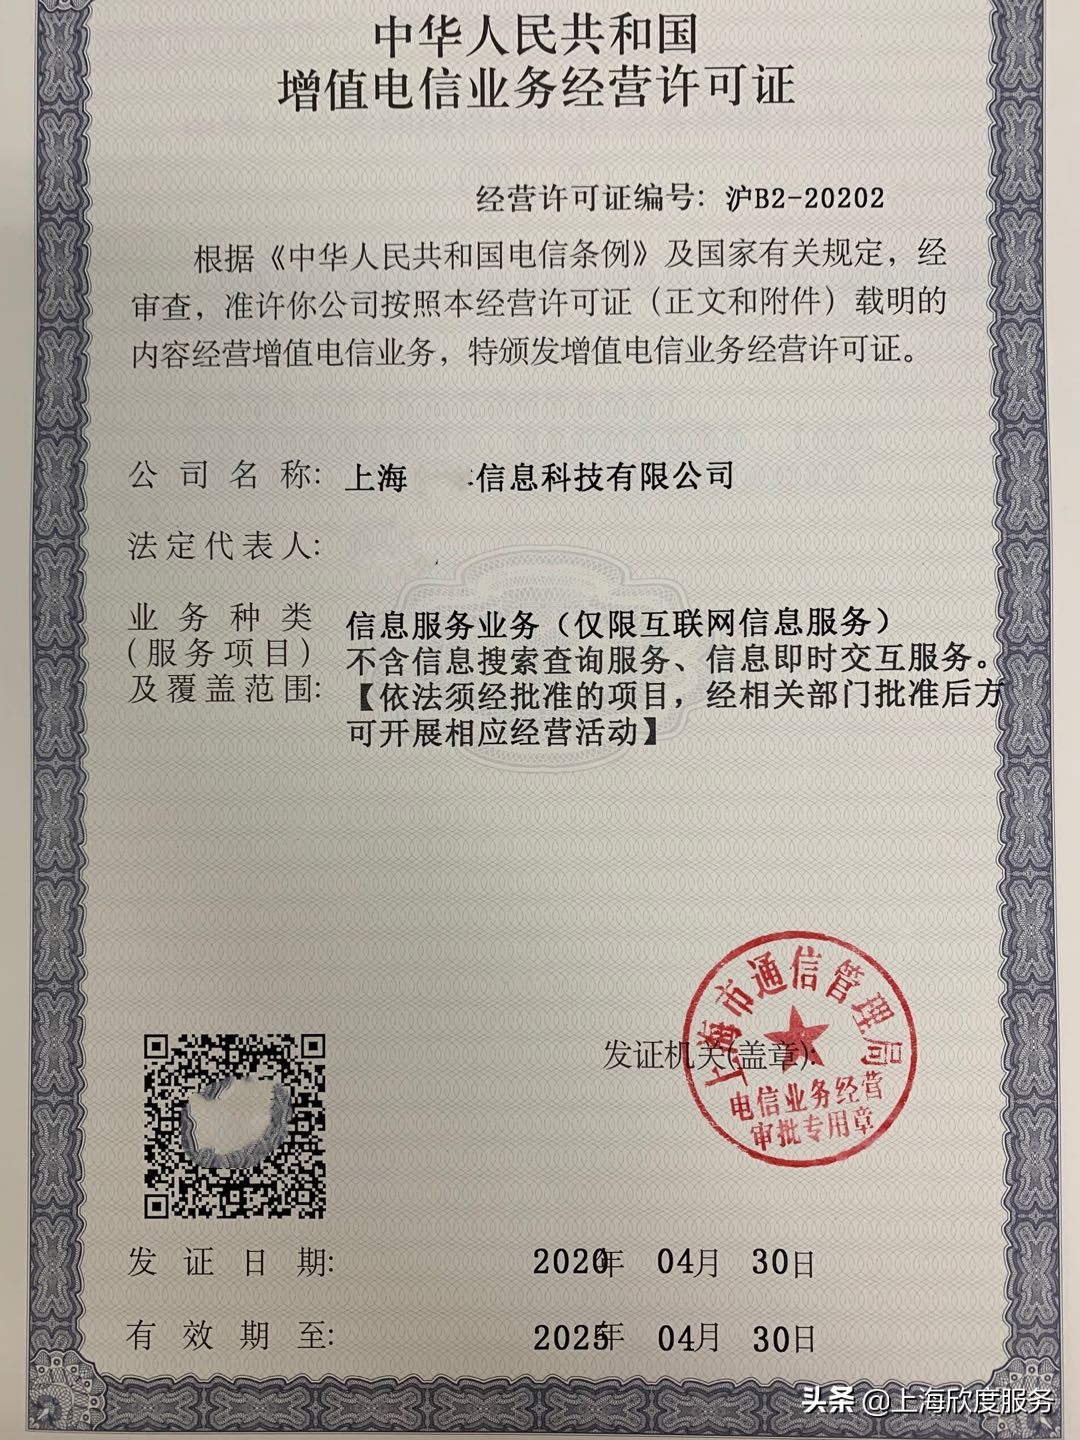 中华人民共和国
增值电信业务经营许可证
经营许可证编号：沪B2-20202
根据《中华人民共和国电信条例》及国家有关规定，经
审查，准许你公司按照本经营许可证（正文和附件）载明的
内容经营增值电信业务，特颁发增值电信业务经营许可证。
公司名称：上海 信息科技有限公司
法定代表人：
业务种类
（服务项目）
及覆盖范围：
信息服务业务（仅限互联网信息服务）
不含信息搜索查询服务、信息即时交互服务。
【依法须经批准的项目，经相关部门批准后方
可开展相应经营活动】
发证机关（盖章）：
上海市通信管理局
电信业务经营
审批专用章
发证日期：2020年 04月 30日
有效期至：2025年 04月 30日
头条 @上海欣度服务